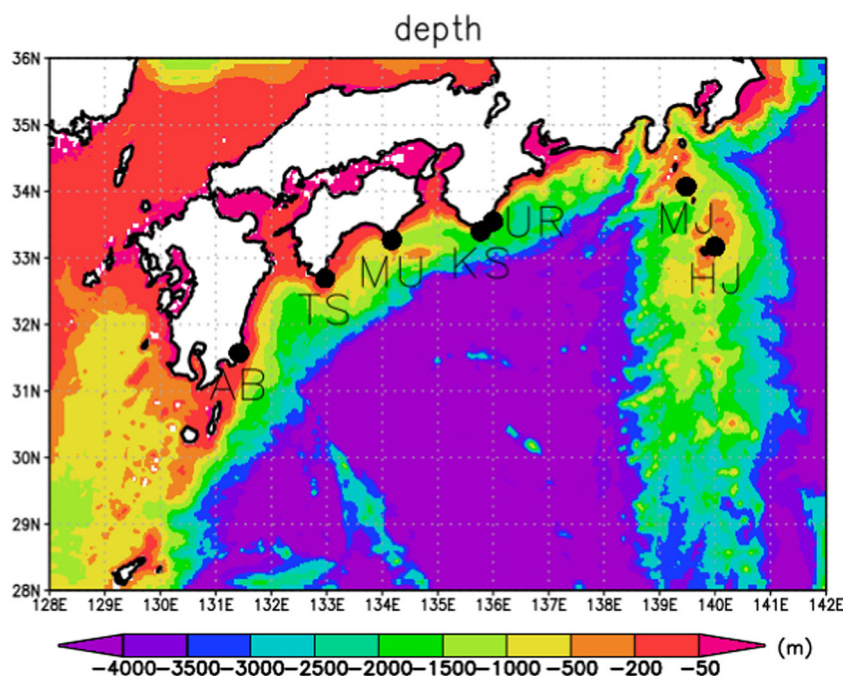 depth
36N
35N
34N
33N
32N
31N
30N
29N
28N
UR
MJ
KS
MU
HJ
TS
AB
128E 129E 130E 131E 132E 133E 134E 135E 136E 137E 138E 139E 140E 141E 142E
-4000 -3500 -3000 -2500 -2000 -1500 -1000 -500 -200 -50 (m)